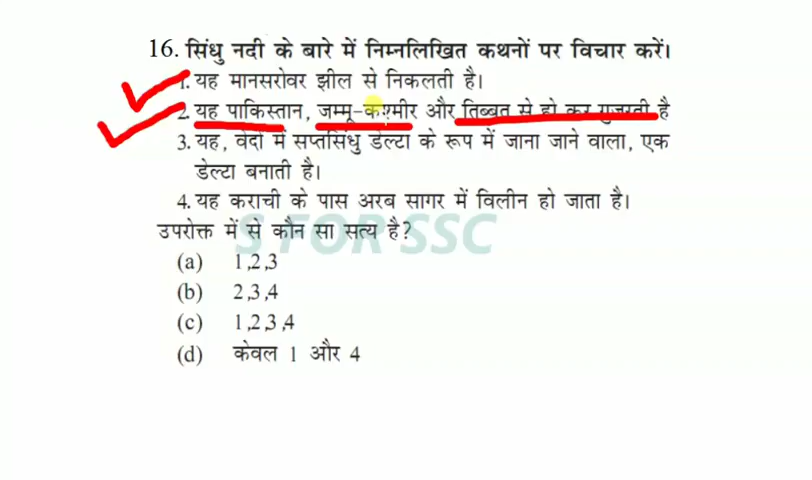 16. सिंधु नदी के बारे में निम्नलिखित कथनों पर विचार करें।
1. यह मानसरोवर झील से निकलती है।
2. यह पाकिस्तान, जम्मू-कश्मीर और तिब्बत से हो कर गुजरती है
3. यह, वेदों में सप्तसिंधु डेल्टा के रूप में जाना जाने वाला, एक
डेल्टा बनाती है।
4. यह कराची के पास अरब सागर में विलीन हो जाता है।
उपरोक्त में से कौन सा सत्य है?
S FOR SSC
(a) 1,2,3
(b) 2,3,4
(c) 1,2,3,4
(d) केवल 1 और 4